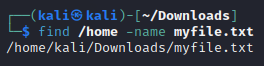 ┌──(kali㉿kali)-[~/Downloads]
└─$ find /home -name myfile.txt
/home/kali/Downloads/myfile.txt